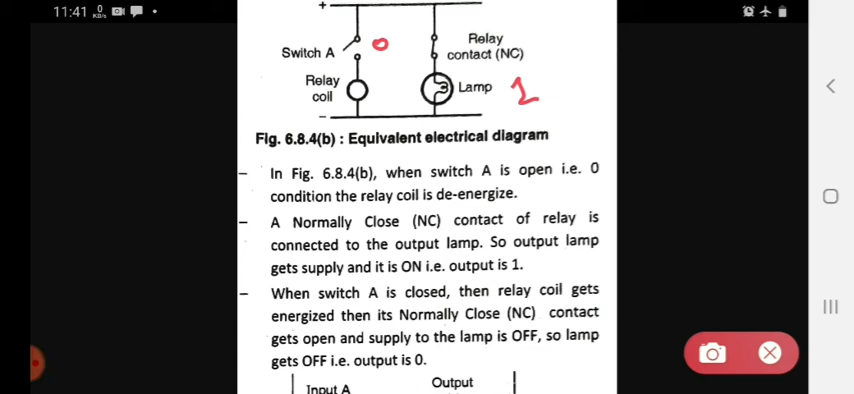 11:41 0 KB/s
+
Switch A
0
Relay
contact (NC)
Relay
coil
Lamp
1
–
Fig. 6.8.4(b) : Equivalent electrical diagram
– In Fig. 6.8.4(b), when switch A is open i.e. 0
condition the relay coil is de-energize.
– A Normally Close (NC) contact of relay is
connected to the output lamp. So output lamp
gets supply and it is ON i.e. output is 1.
– When switch A is closed, then relay coil gets
energized then its Normally Close (NC) contact
gets open and supply to the lamp is OFF, so lamp
gets OFF i.e. output is 0.
Input A
Output